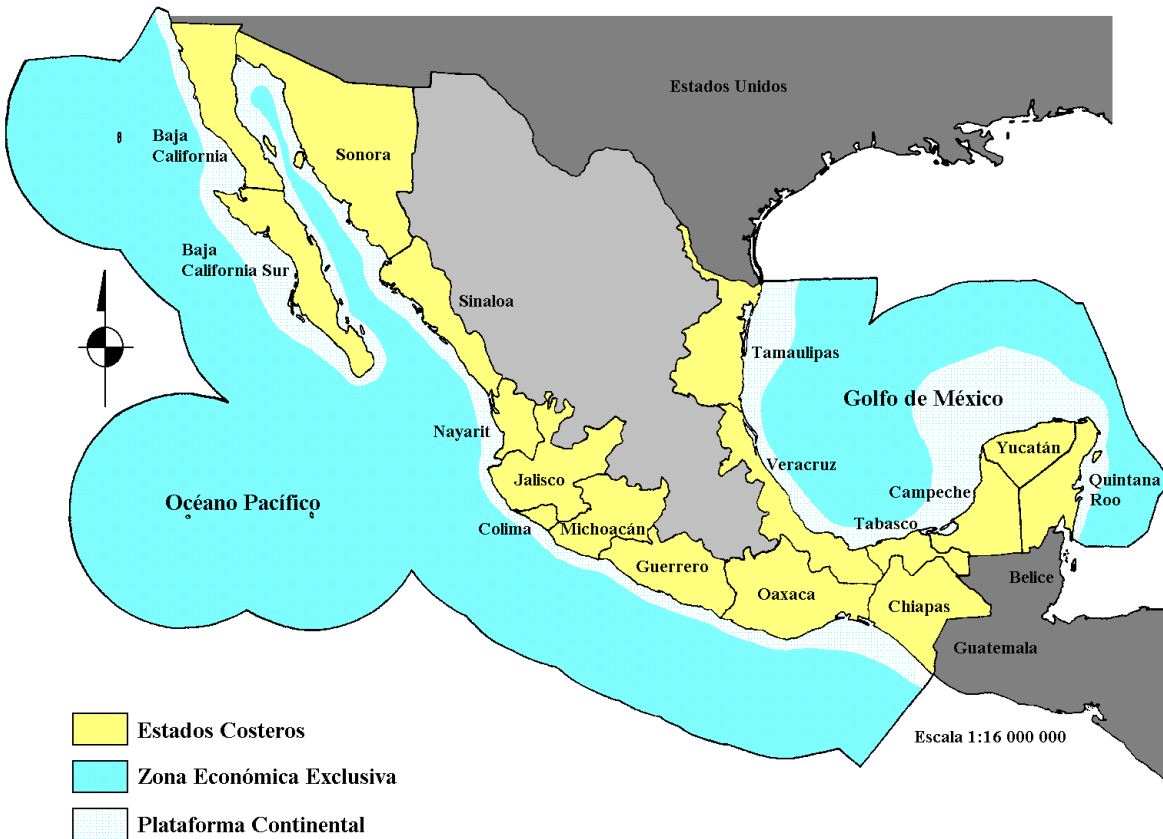 Estados Unidos
Baja
California
Sonora
Baja
California Sur
Sinaloa
Tamaulipas
Golfo de México
Nayarit
Yucatán
Veracruz
Jalisco
Quintana
Roo
Campeche
Océano Pacífico
Tabasco
Colima
Michoacán
Guerrero
Belice
Oaxaca
Chiapas
Guatemala
Estados Costeros
Escala 1:16 000 000
Zona Económica Exclusiva
Plataforma Continental